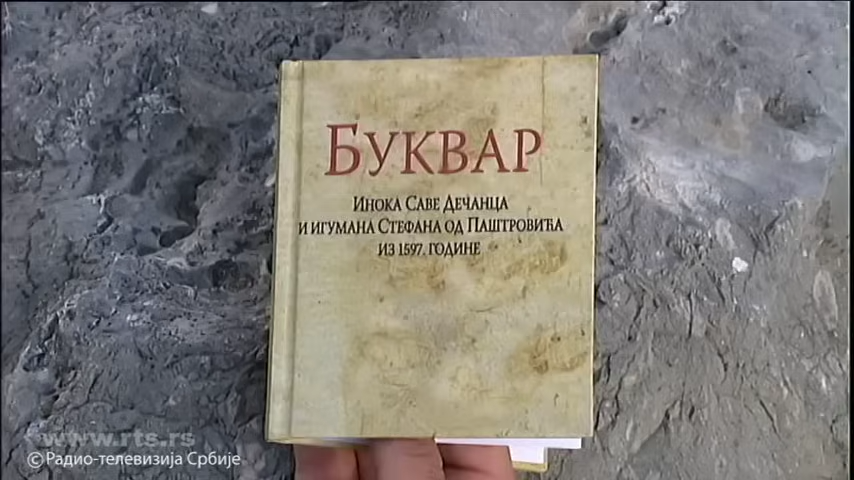 БУКВАР
ИНОКА САВЕ ДЕЧАНЦА
И ИГУМАНА СТЕФАНА ОД ПАШТРОВИЋА
ИЗ 1597. ГОДИНЕ
www.rts.rs
©Радио-телевизија Србије